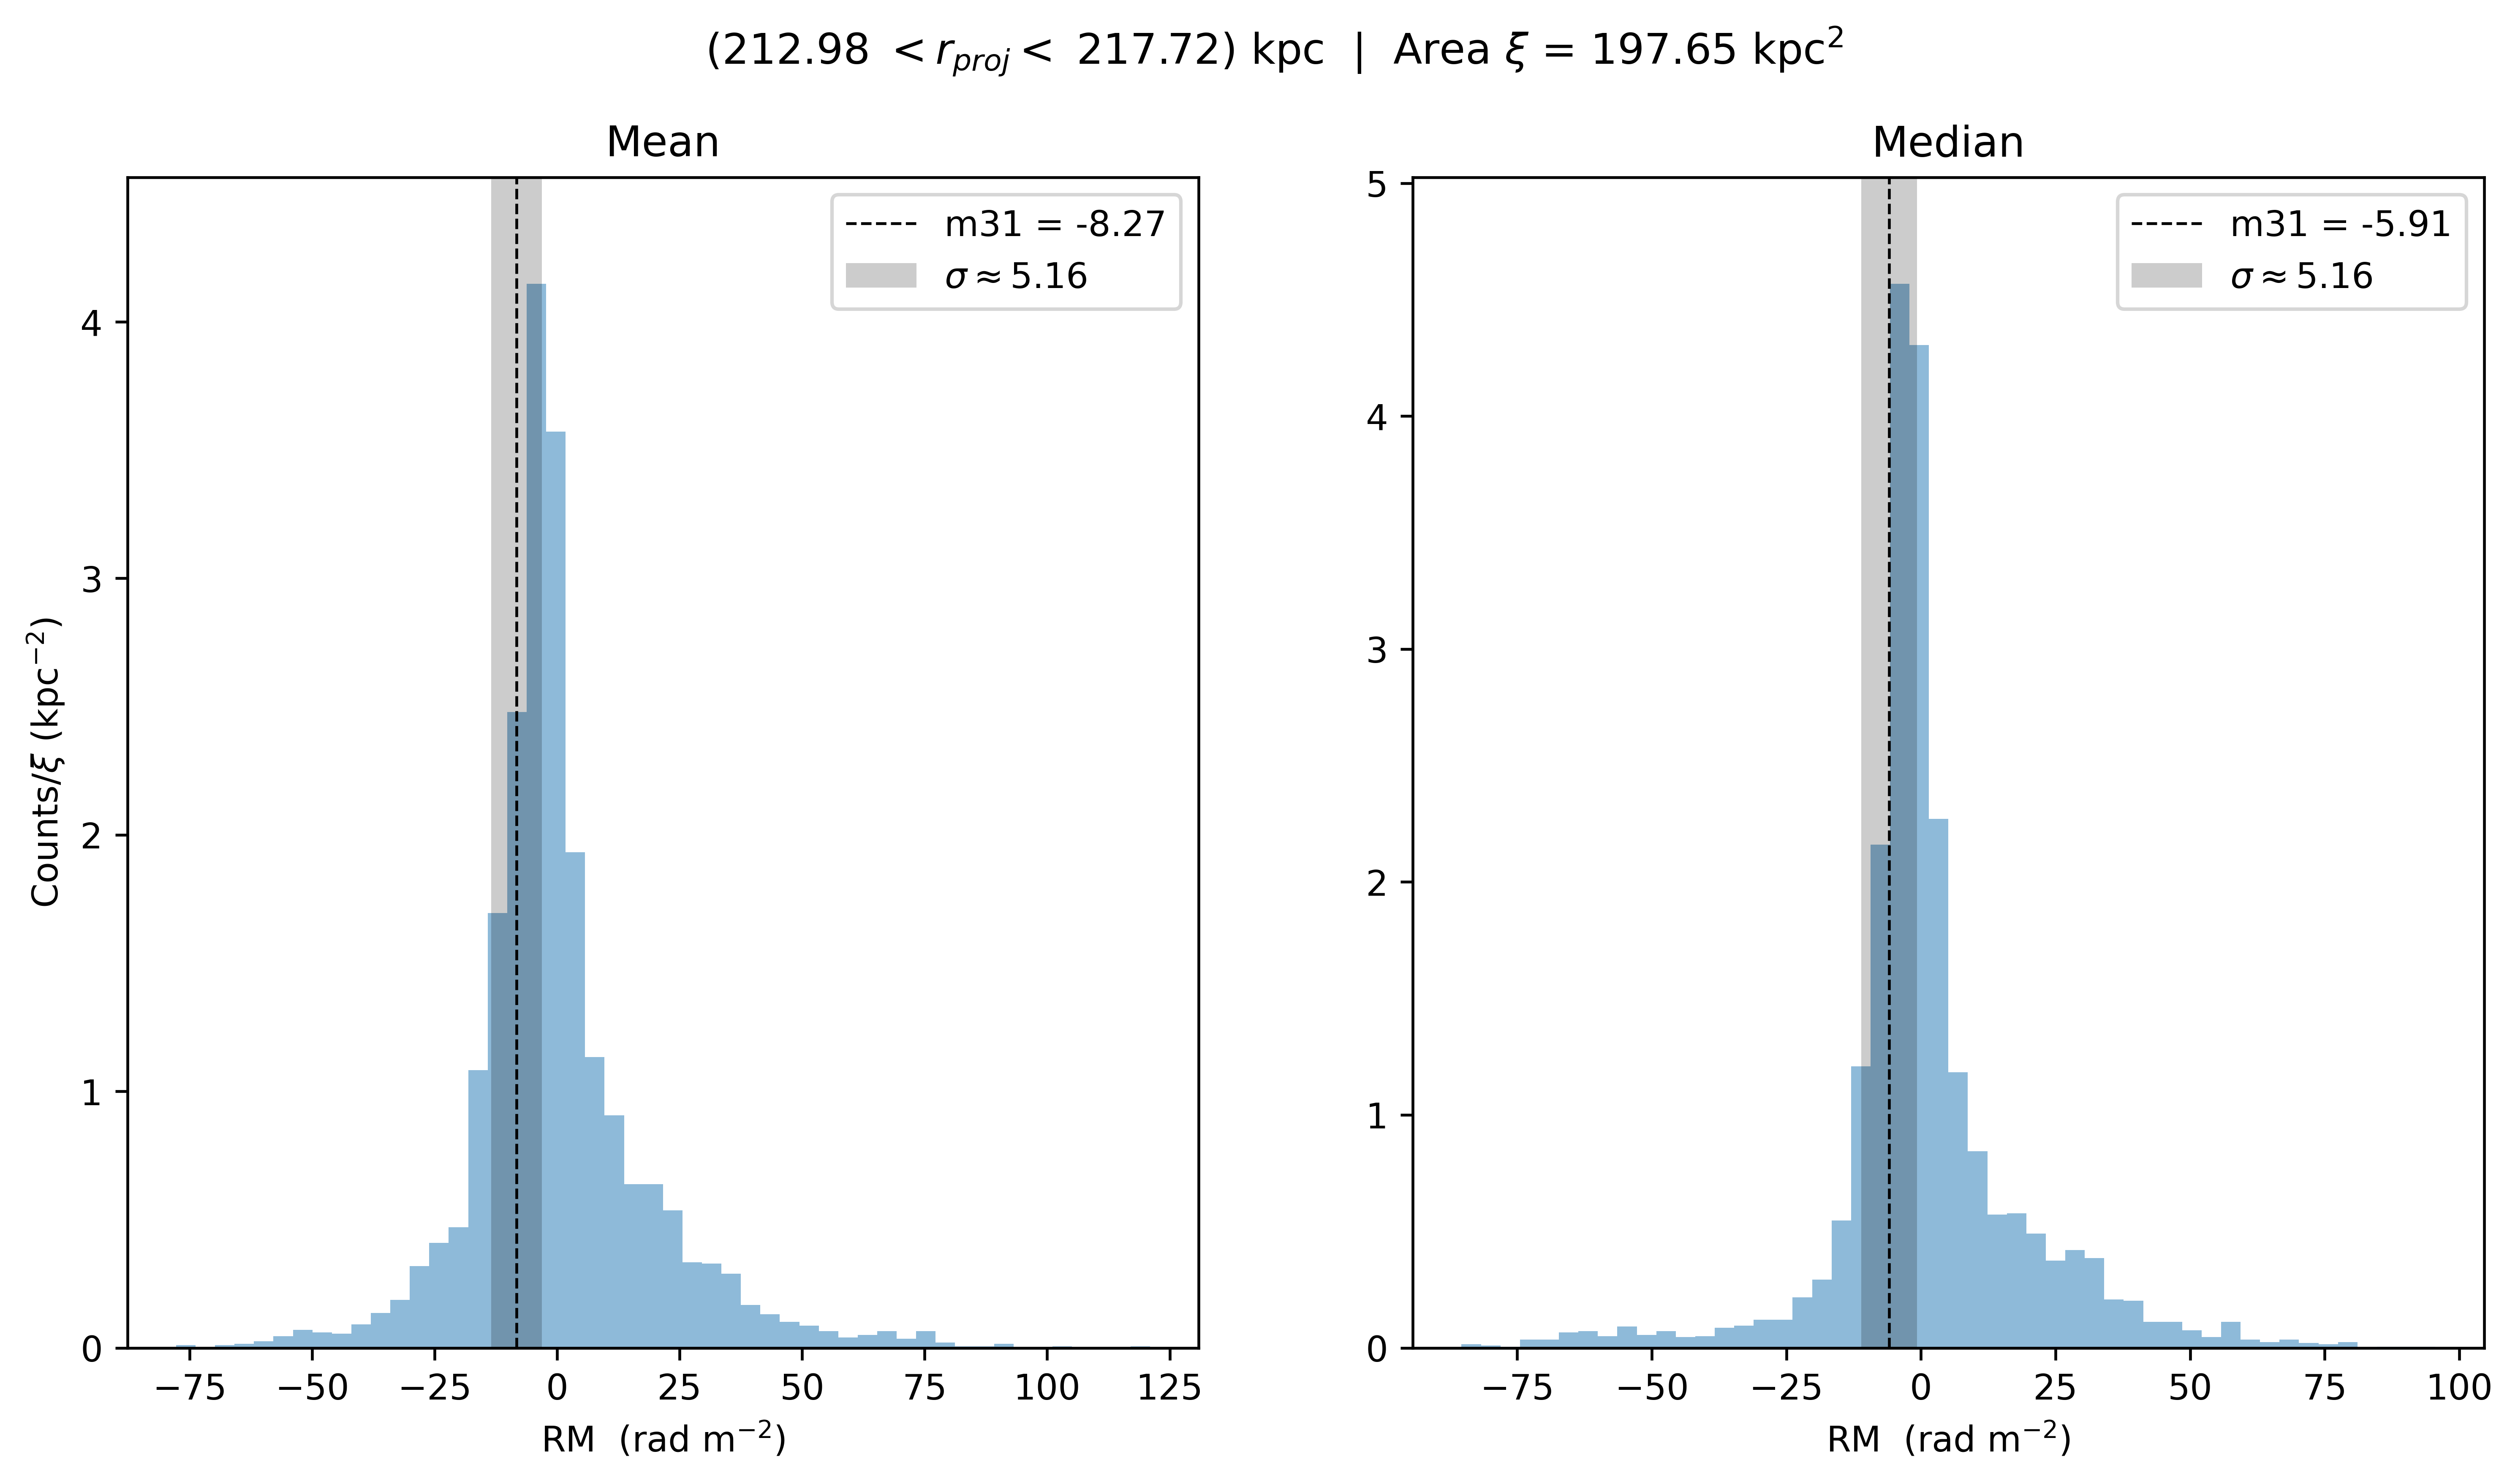 (212.98 < r_proj < 217.72) kpc | Area ξ = 197.65 kpc²
Mean
m31 = -8.27
σ ≈ 5.16
4
3
2
1
0
Counts/ξ (kpc⁻²)
−75 −50 −25 0 25 50 75 100 125
RM (rad m⁻²)
Median
m31 = -5.91
σ ≈ 5.16
5
4
3
2
1
0
−75 −50 −25 0 25 50 75 100
RM (rad m⁻²)